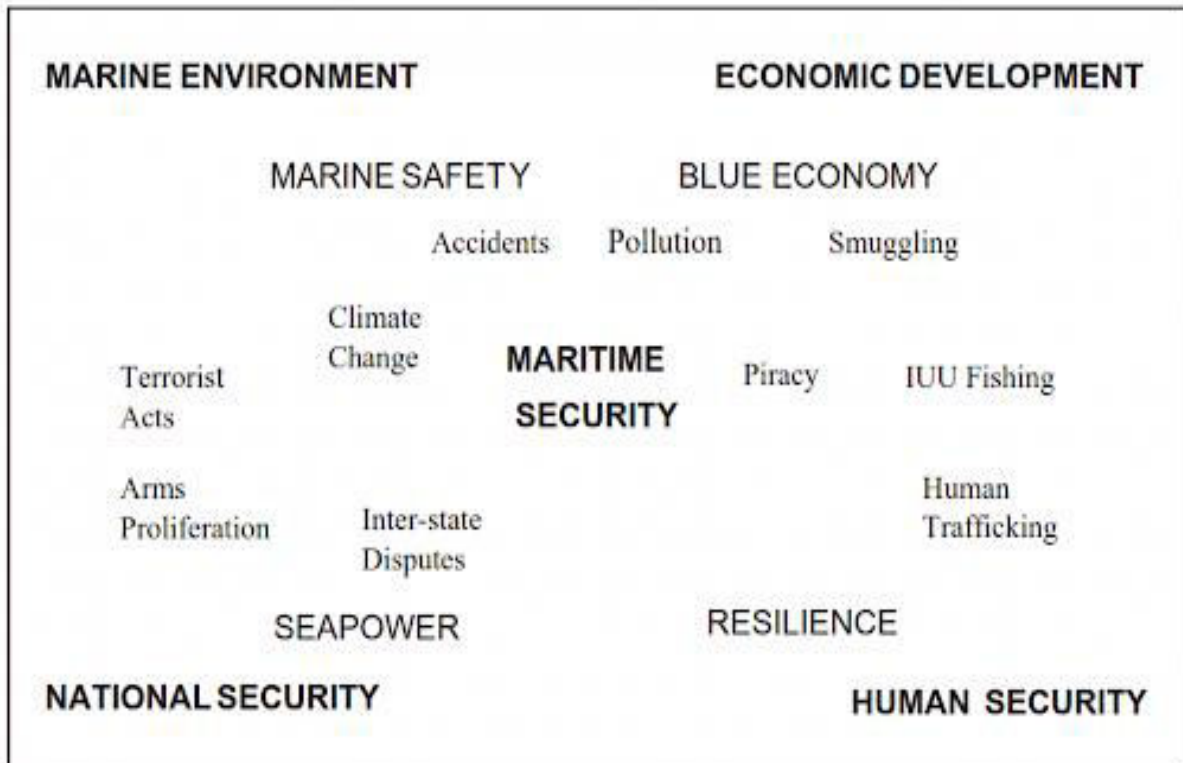 MARINE ENVIRONMENT
ECONOMIC DEVELOPMENT
MARINE SAFETY
BLUE ECONOMY
Accidents
Pollution
Smuggling
Climate
Change
MARITIME
SECURITY
Terrorist
Acts
Piracy
IUU Fishing
Arms
Proliferation
Inter-state
Disputes
Human
Trafficking
SEAPOWER
RESILIENCE
NATIONAL SECURITY
HUMAN SECURITY